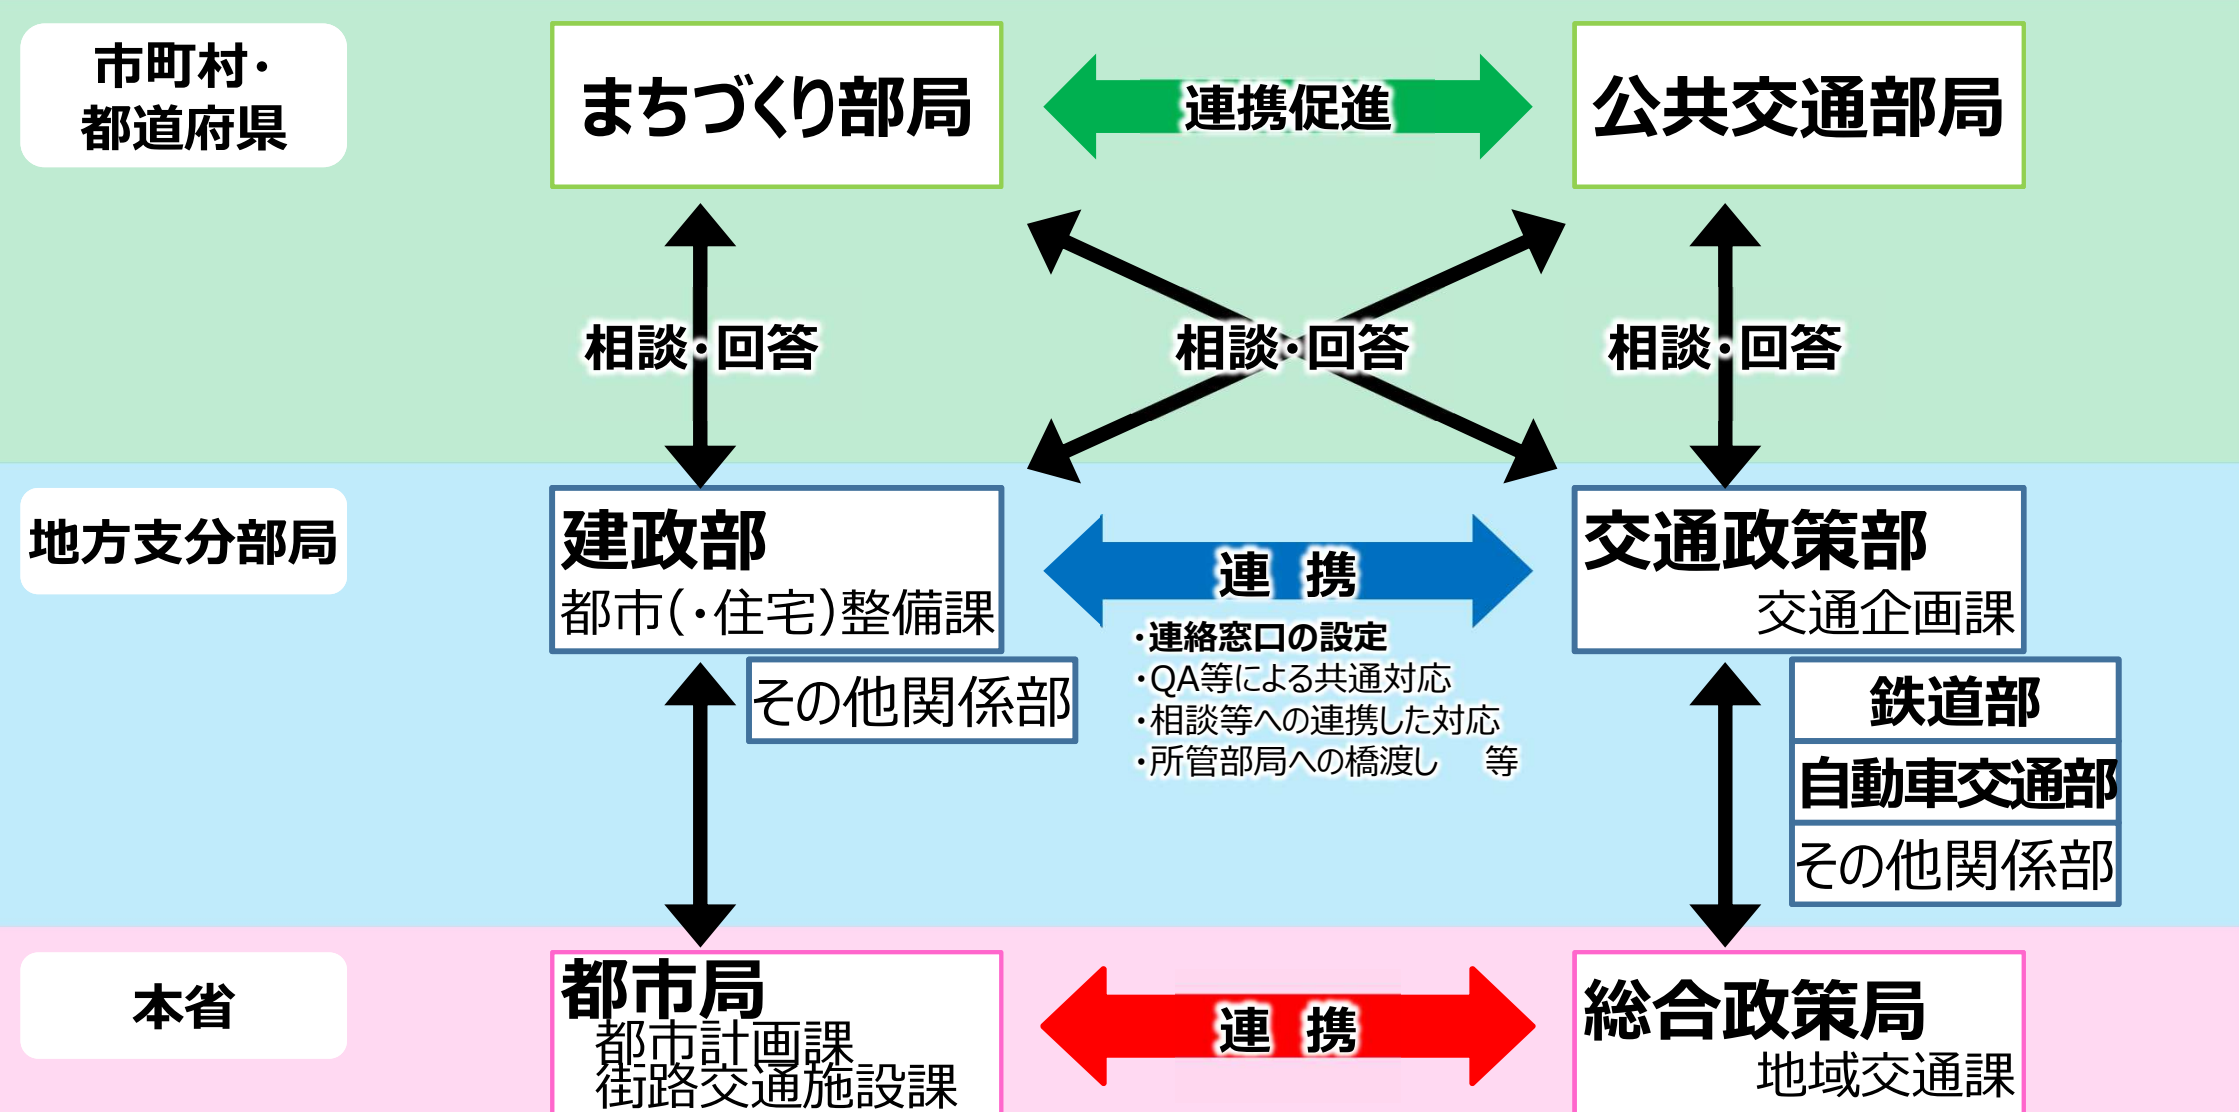 市町村・
都道府県
まちづくり部局
連携促進
公共交通部局
相談・回答
相談・回答
相談・回答
地方支分部局
建政部
都市(・住宅)整備課
その他関係部
連 携
・連絡窓口の設定
・QA等による共通対応
・相談等への連携した対応
・所管部局への橋渡し 等
交通政策部
交通企画課
鉄道部
自動車交通部
その他関係部
本省
都市局
都市計画課
街路交通施設課
連 携
総合政策局
地域交通課